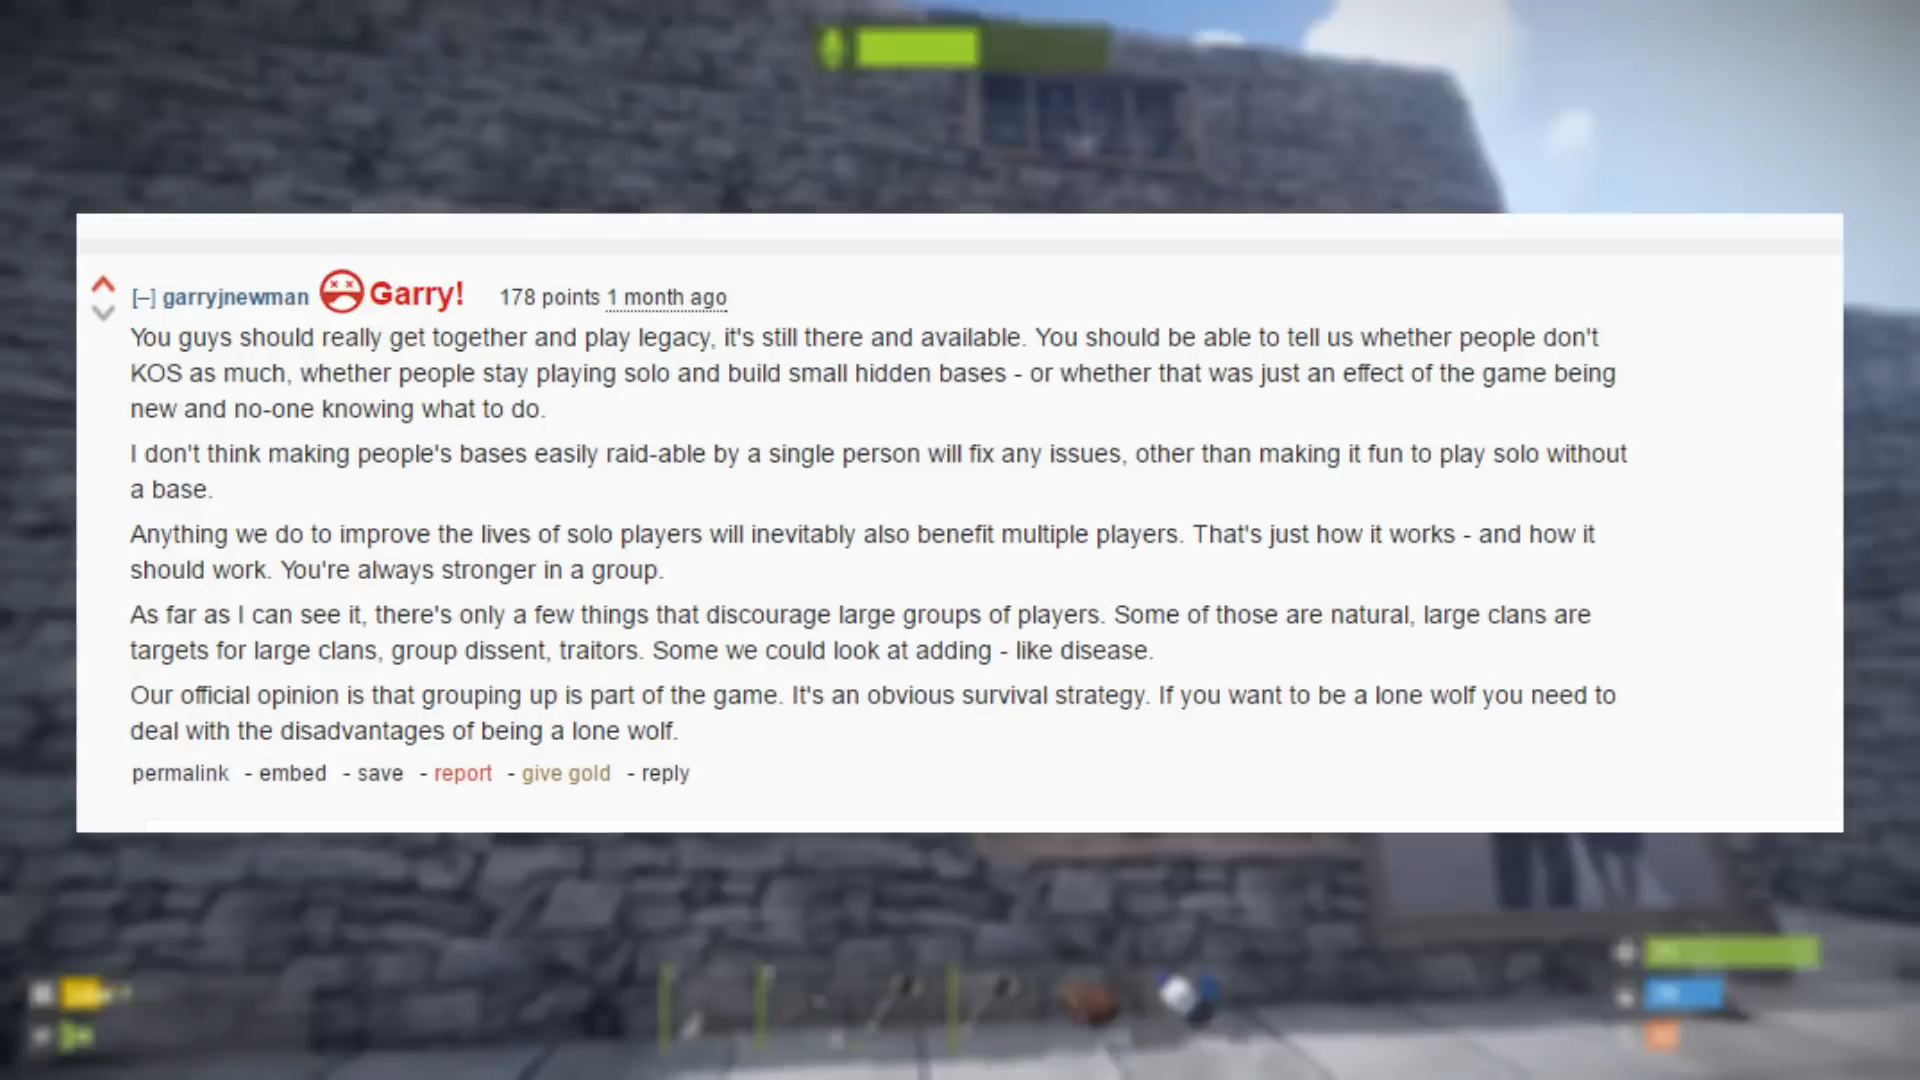 [–] garryjnewman Garry! 178 points 1 month ago
You guys should really get together and play legacy, it's still there and available. You should be able to tell us whether people don't
KOS as much, whether people stay playing solo and build small hidden bases - or whether that was just an effect of the game being
new and no-one knowing what to do.
I don't think making people's bases easily raid-able by a single person will fix any issues, other than making it fun to play solo without
a base.
Anything we do to improve the lives of solo players will inevitably also benefit multiple players. That's just how it works - and how it
should work. You're always stronger in a group.
As far as I can see it, there's only a few things that discourage large groups of players. Some of those are natural, large clans are
targets for large clans, group dissent, traitors. Some we could look at adding - like disease.
Our official opinion is that grouping up is part of the game. It's an obvious survival strategy. If you want to be a lone wolf you need to
deal with the disadvantages of being a lone wolf.
permalink - embed - save - report - give gold - reply